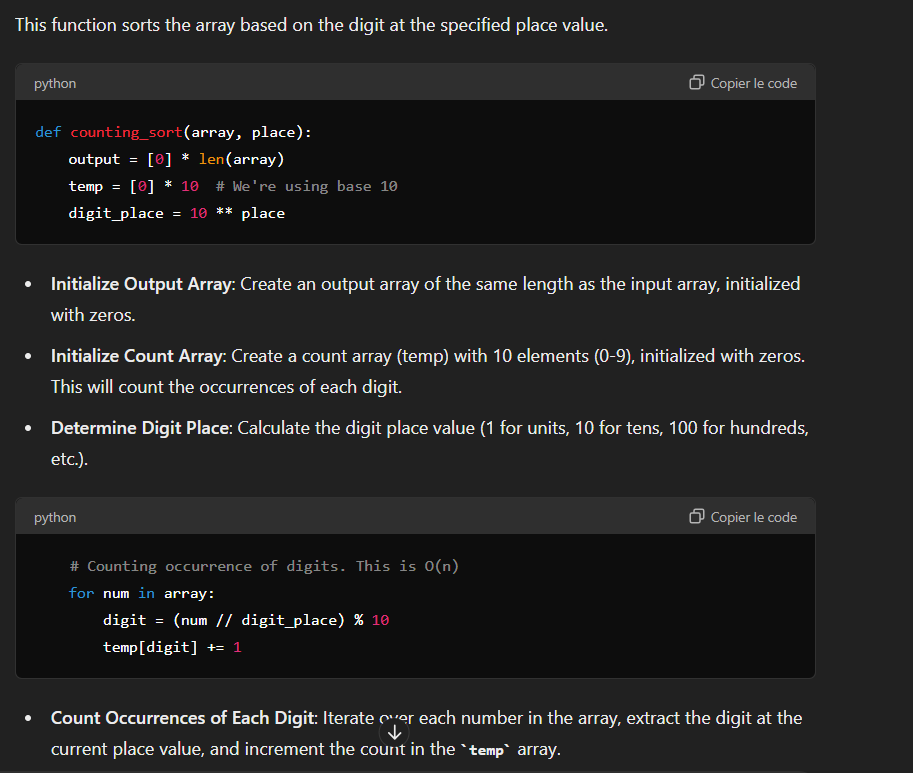 This function sorts the array based on the digit at the specified place value.
python
Copier le code
def counting_sort(array, place):
    output = [0] * len(array)
    temp = [0] * 10  # We're using base 10
    digit_place = 10 ** place
• Initialize Output Array: Create an output array of the same length as the input array, initialized
with zeros.
• Initialize Count Array: Create a count array (temp) with 10 elements (0-9), initialized with zeros.
This will count the occurrences of each digit.
• Determine Digit Place: Calculate the digit place value (1 for units, 10 for tens, 100 for hundreds,
etc.).
python
Copier le code
    # Counting occurrence of digits. This is O(n)
    for num in array:
        digit = (num // digit_place) % 10
        temp[digit] += 1
• Count Occurrences of Each Digit: Iterate over each number in the array, extract the digit at the
current place value, and increment the count in the `temp` array.